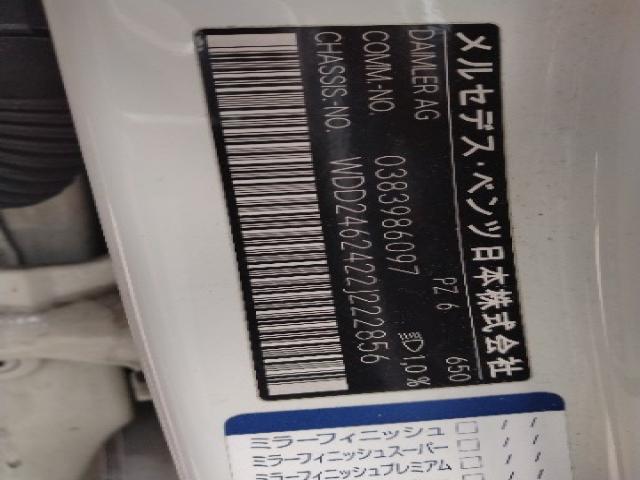 メルセデス・ベンツ日本株式会社
DAIMLER AG PZ 6 650
COMM.-NO. 0383986097 1,0%
CHASSIS.-NO. WDD2462422J222856
ミラーフィニッシュ □ 〃 〃
ミラーフィニッシュスーパー □ 〃 〃
ミラーフィニッシュプレミアム □ 〃 〃